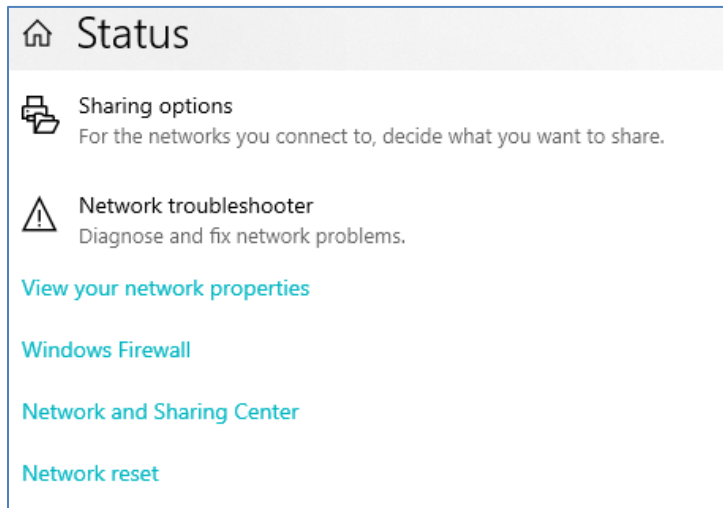 Status
Sharing options
For the networks you connect to, decide what you want to share.
Network troubleshooter
Diagnose and fix network problems.
View your network properties
Windows Firewall
Network and Sharing Center
Network reset